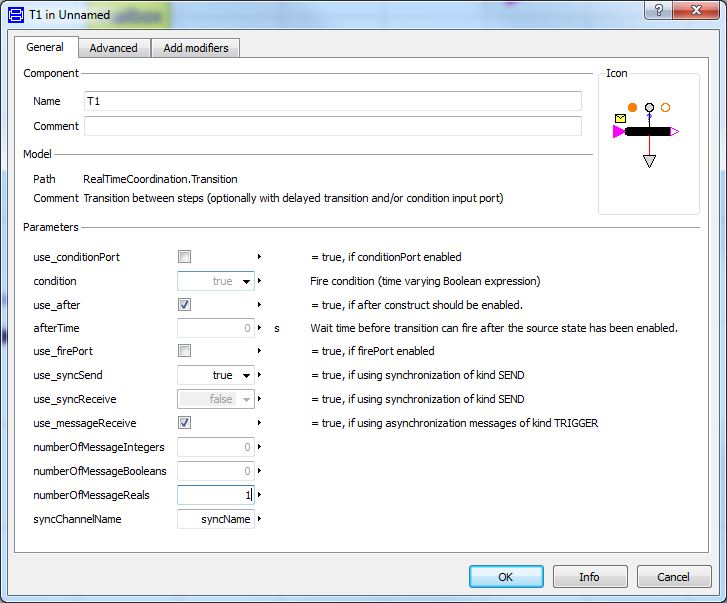 T1 in Unnamed
?
General Advanced Add modifiers
Component
Icon
Name T1
Comment
Model
Path RealTimeCoordination.Transition
Comment Transition between steps (optionally with delayed transition and/or condition input port)
Parameters
use_conditionPort = true, if conditionPort enabled
condition true Fire condition (time varying Boolean expression)
use_after = true, if after construct should be enabled.
afterTime 0 s Wait time before transition can fire after the source state has been enabled.
use_firePort = true, if firePort enabled
use_syncSend true = true, if using synchronization of kind SEND
use_syncReceive false = true, if using synchronization of kind SEND
use_messageReceive = true, if using asynchronization messages of kind TRIGGER
numberOfMessageIntegers 0
numberOfMessageBooleans 0
numberOfMessageReals 1
syncChannelName syncName
OK Info Cancel